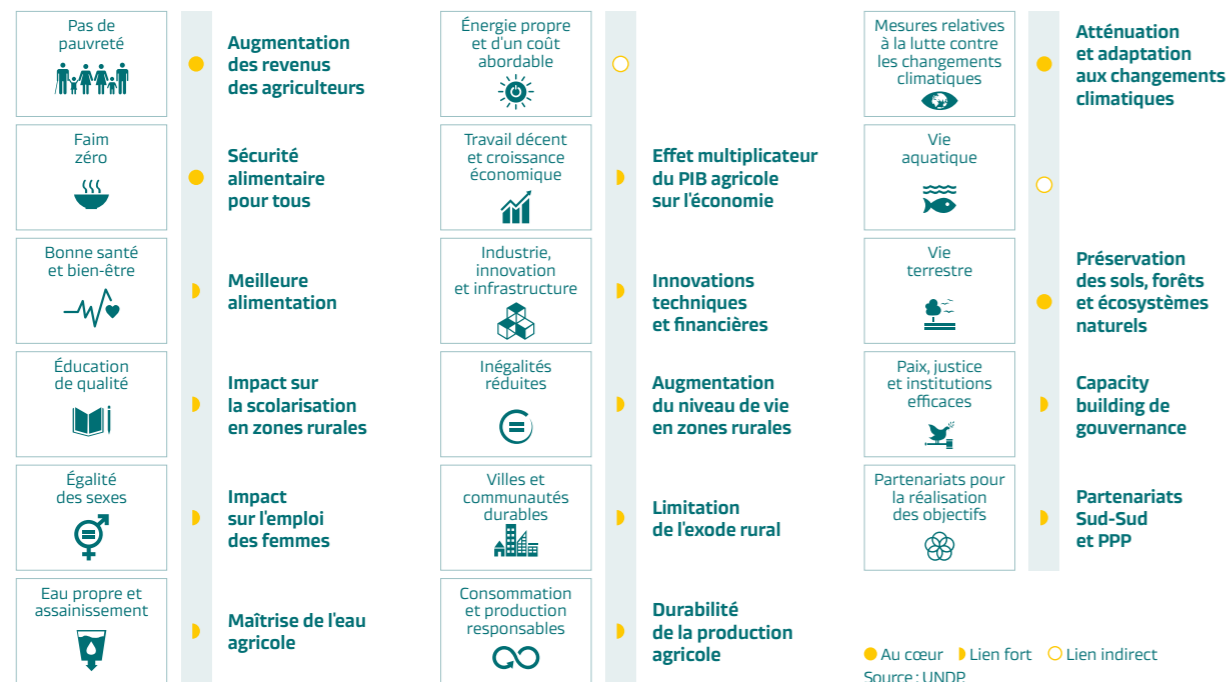 Pas de
pauvreté
Augmentation
des revenus
des agriculteurs
Faim
zéro
Sécurité
alimentaire
pour tous
Bonne santé
et bien-être
Meilleure
alimentation
Éducation
de qualité
Impact sur
la scolarisation
en zones rurales
Égalité
des sexes
Impact
sur l'emploi
des femmes
Eau propre et
assainissement
Maîtrise de l'eau
agricole
Énergie propre
et d'un coût
abordable
Travail décent
et croissance
économique
Effet multiplicateur
du PIB agricole
sur l'économie
Industrie,
innovation
et infrastructure
Innovations
techniques
et financières
Inégalités
réduites
Augmentation
du niveau de vie
en zones rurales
Villes et
communautés
durables
Limitation
de l'exode rural
Consommation
et production
responsables
Durabilité
de la production
agricole
Mesures relatives
à la lutte contre
les changements
climatiques
Atténuation
et adaptation
aux changements
climatiques
Vie
aquatique
Vie
terrestre
Préservation
des sols, forêts
et écosystèmes
naturels
Paix, justice
et institutions
efficaces
Capacity
building de
gouvernance
Partenariats pour
la réalisation
des objectifs
Partenariats
Sud-Sud
et PPP
Au cœur Lien fort Lien indirect
Source : UNDP